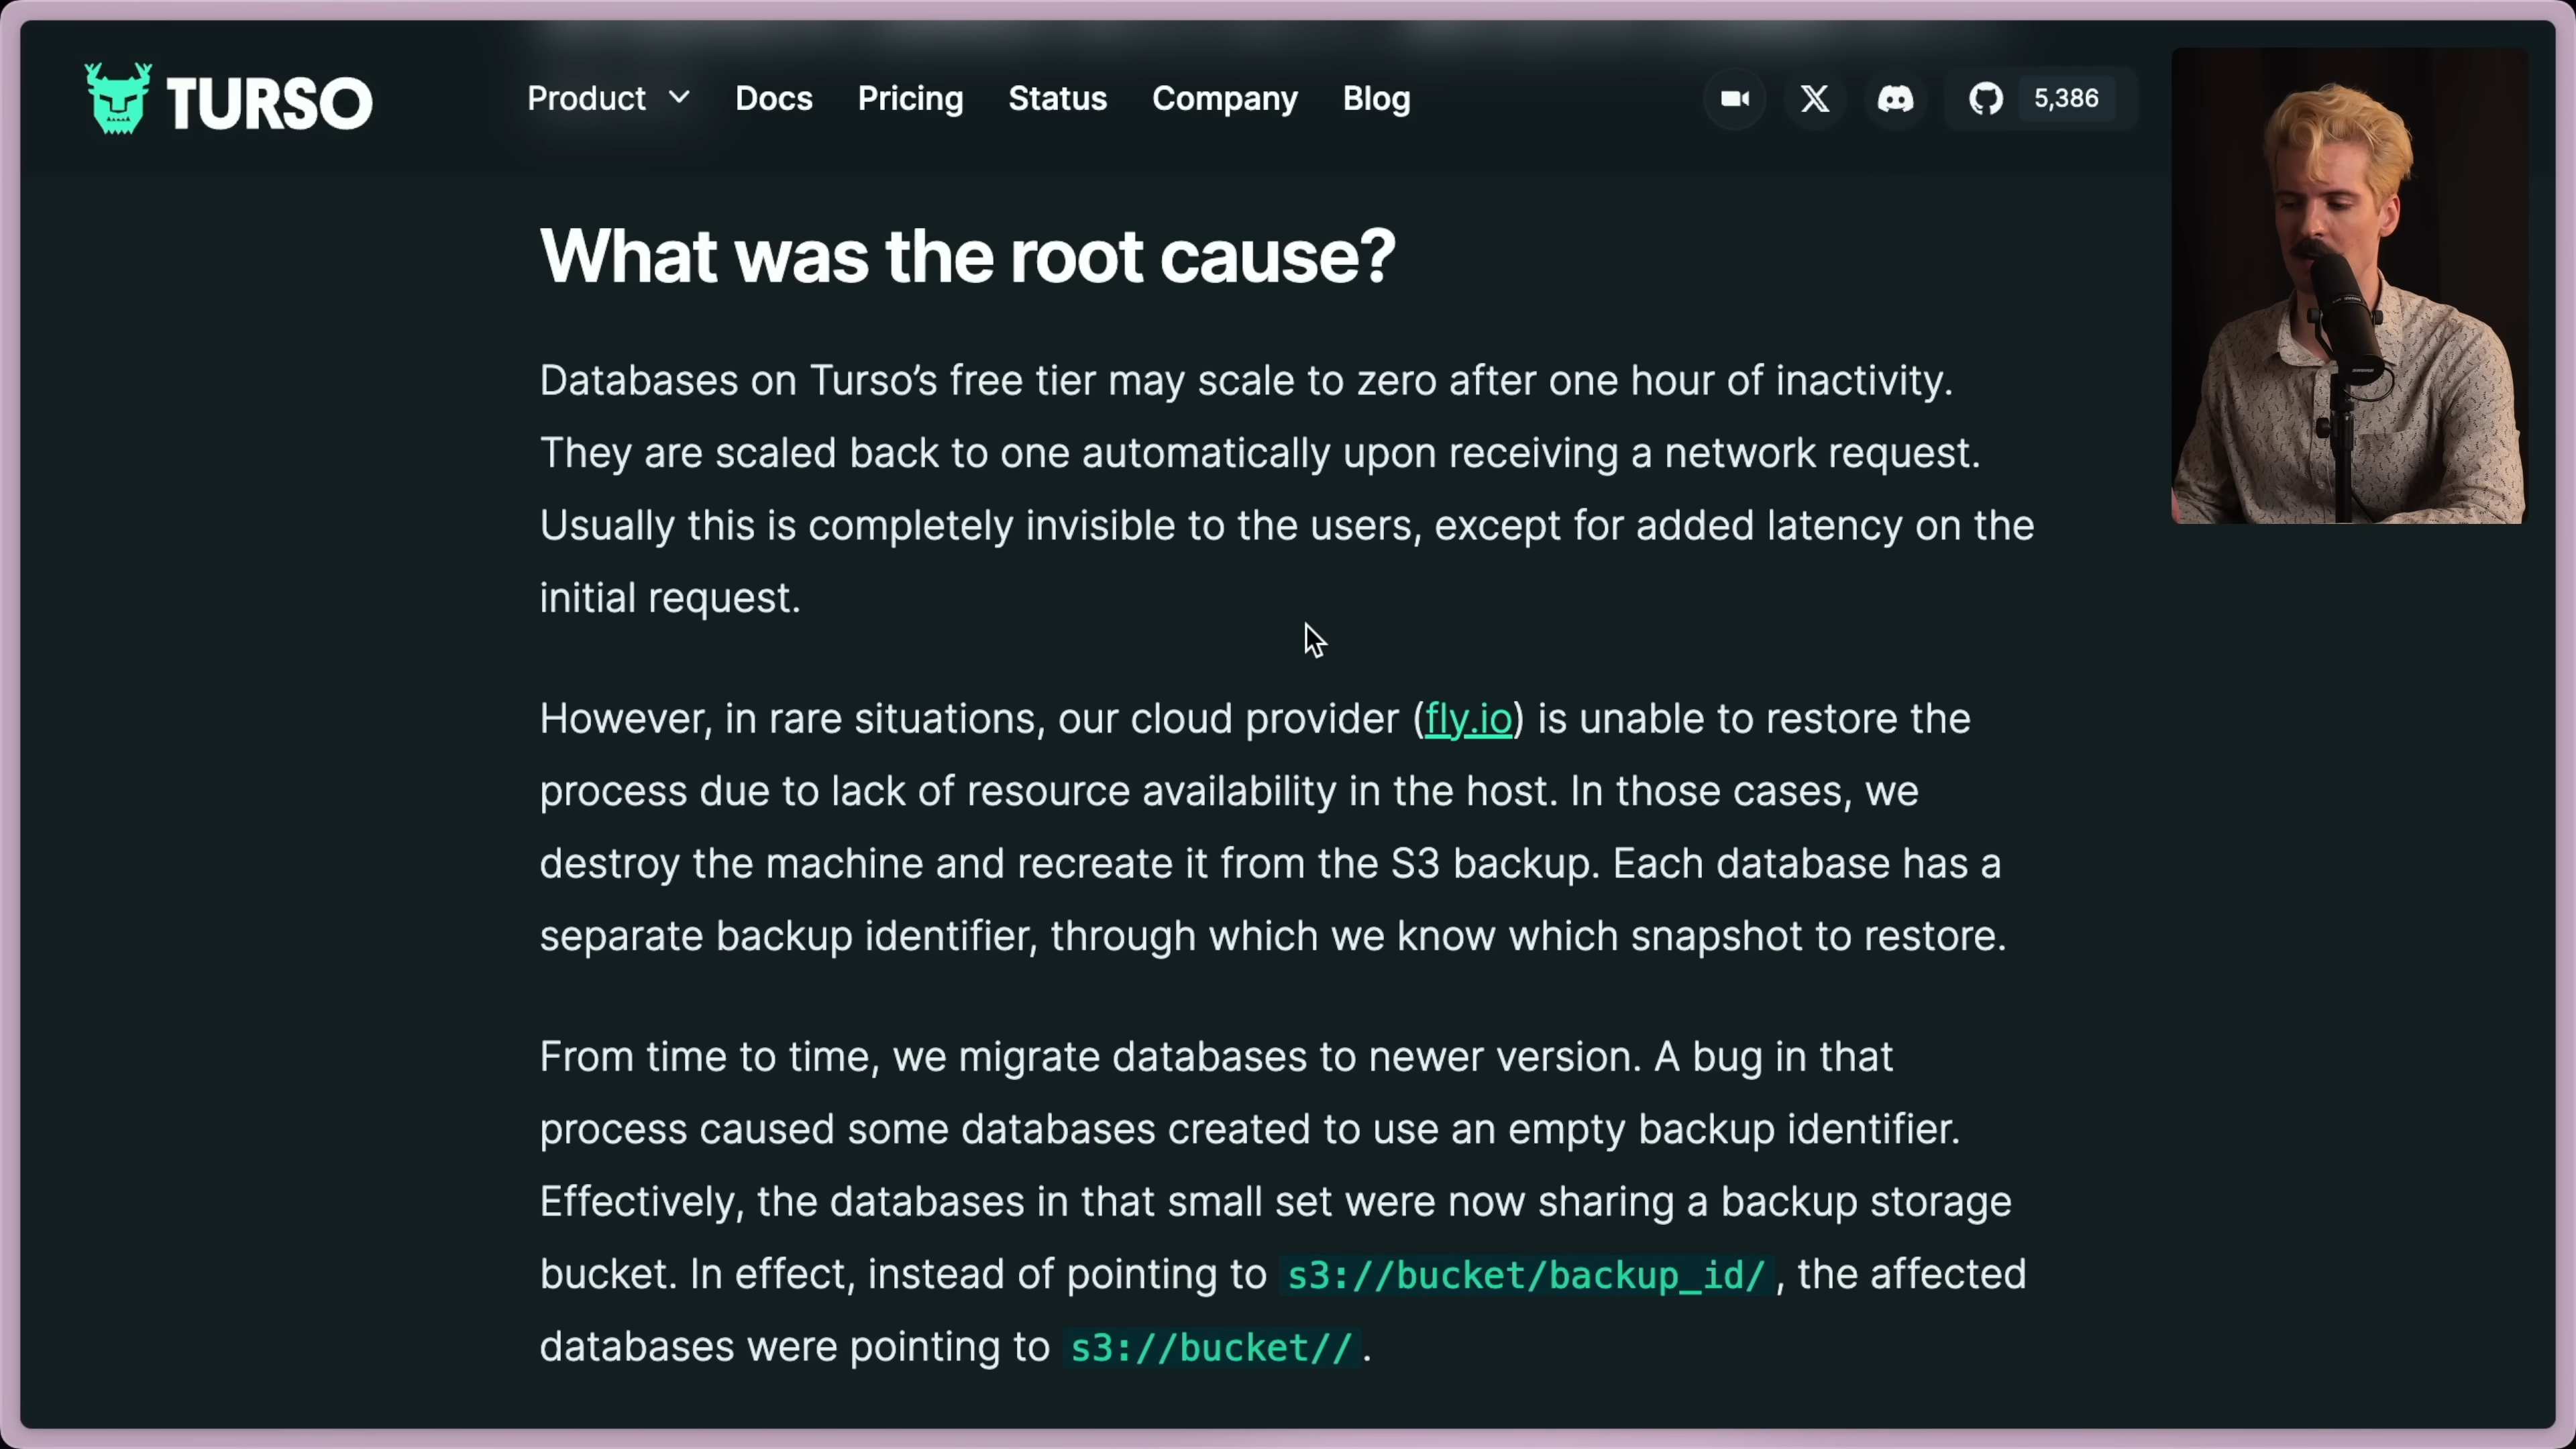 TURSO
Product Docs Pricing Status Company Blog 5,386
What was the root cause?
Databases on Turso’s free tier may scale to zero after one hour of inactivity.
They are scaled back to one automatically upon receiving a network request.
Usually this is completely invisible to the users, except for added latency on the
initial request.
However, in rare situations, our cloud provider (fly.io) is unable to restore the
process due to lack of resource availability in the host. In those cases, we
destroy the machine and recreate it from the S3 backup. Each database has a
separate backup identifier, through which we know which snapshot to restore.
From time to time, we migrate databases to newer version. A bug in that
process caused some databases created to use an empty backup identifier.
Effectively, the databases in that small set were now sharing a backup storage
bucket. In effect, instead of pointing to s3://bucket/backup_id/, the affected
databases were pointing to s3://bucket//.